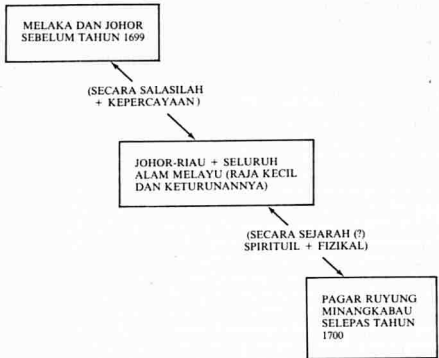 MELAKA DAN JOHOR
SEBELUM TAHUN 1699
(SECARA SALASILAH
+ KEPERCAYAAN)
JOHOR-RIAU + SELURUH
ALAM MELAYU (RAJA KECIL
DAN KETURUNANNYA)
(SECARA SEJARAH (?)
SPIRITUIL + FIZIKAL)
PAGAR RUYUNG
MINANGKABAU
SELEPAS TAHUN
1700